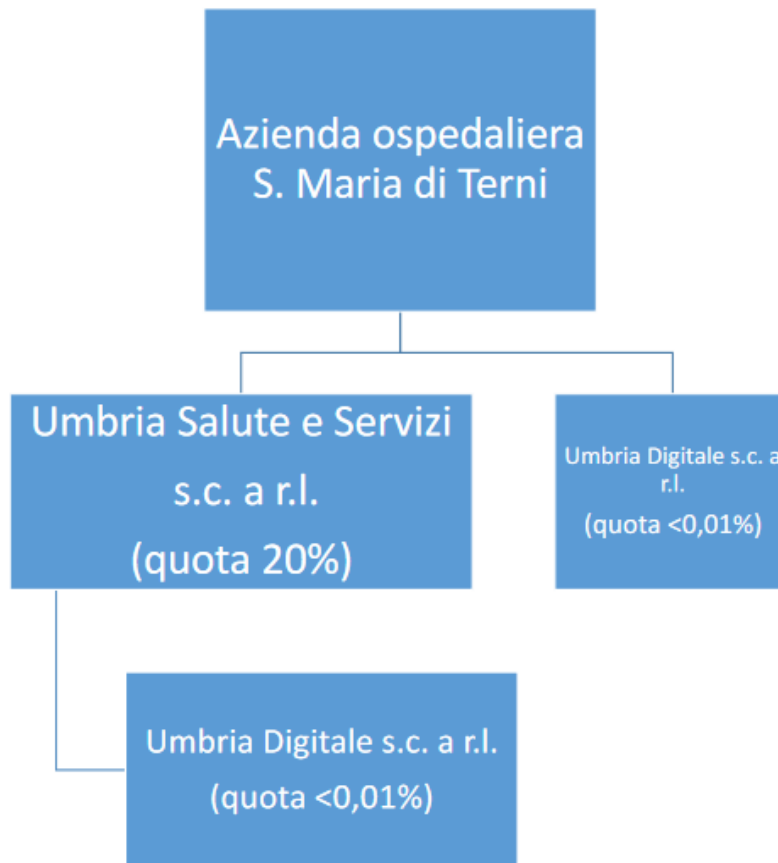 Azienda ospedaliera
S. Maria di Terni
Umbria Salute e Servizi
s.c. a r.l.
(quota 20%)
Umbria Digitale s.c. a
r.l.
(quota <0,01%)
Umbria Digitale s.c. a r.l.
(quota <0,01%)